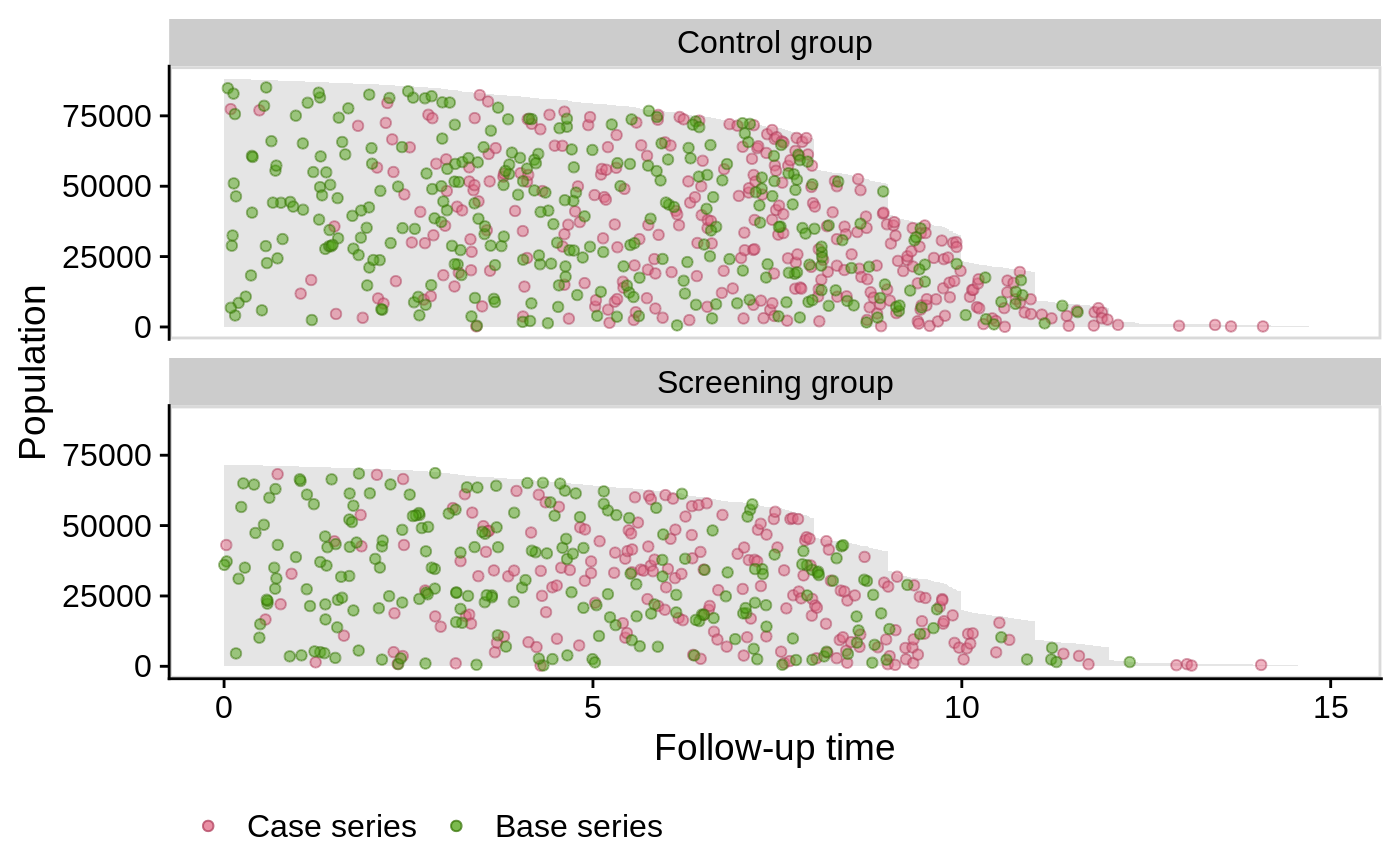 Control group
75000
50000
25000
0
Screening group
75000
50000
25000
0
Population
0 5 10 15
Follow-up time
Case series Base series